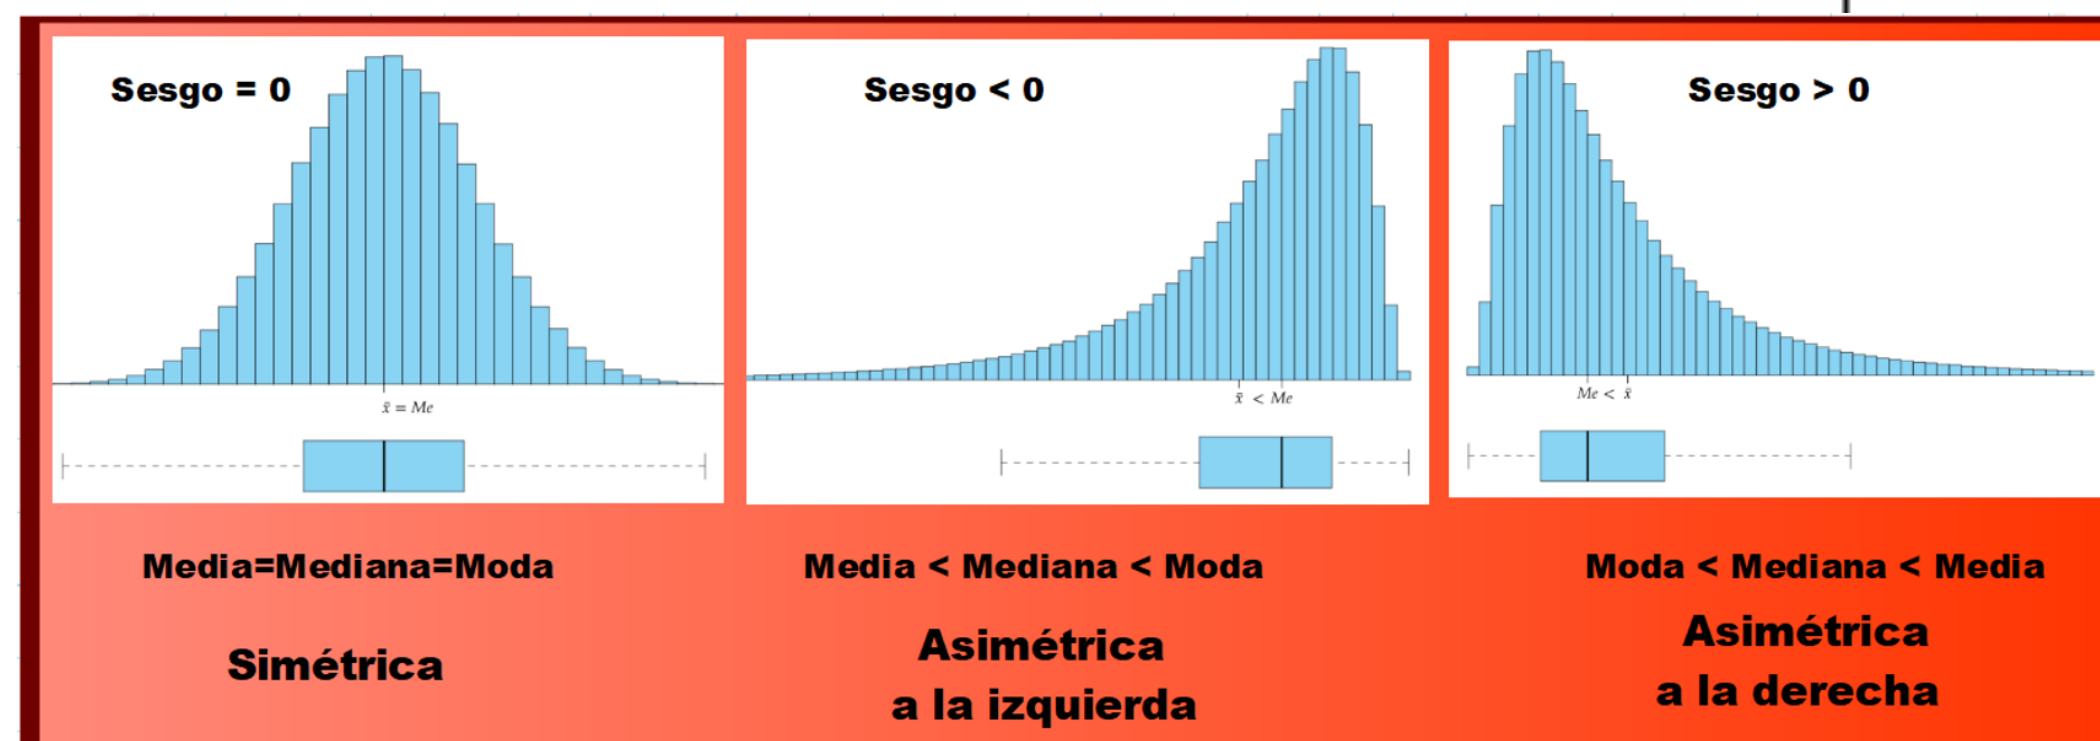 Sesgo = 0
Sesgo < 0
Sesgo > 0
x̄ = Me
x̄ < Me
Me < x̄
Media=Mediana=Moda
Media < Mediana < Moda
Moda < Mediana < Media
Simétrica
Asimétrica
a la izquierda
Asimétrica
a la derecha